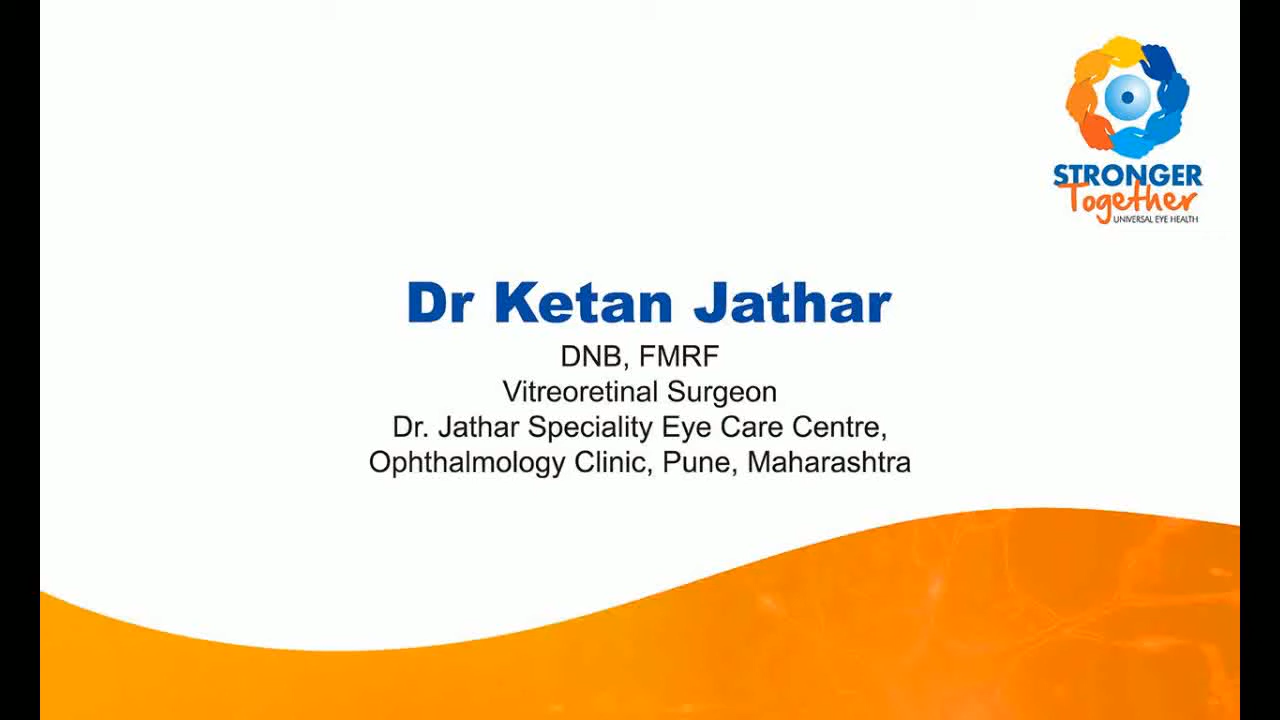 STRONGER
Together
UNIVERSAL EYE HEALTH
Dr Ketan Jathar
DNB, FMRF
Vitreoretinal Surgeon
Dr. Jathar Speciality Eye Care Centre,
Ophthalmology Clinic, Pune, Maharashtra